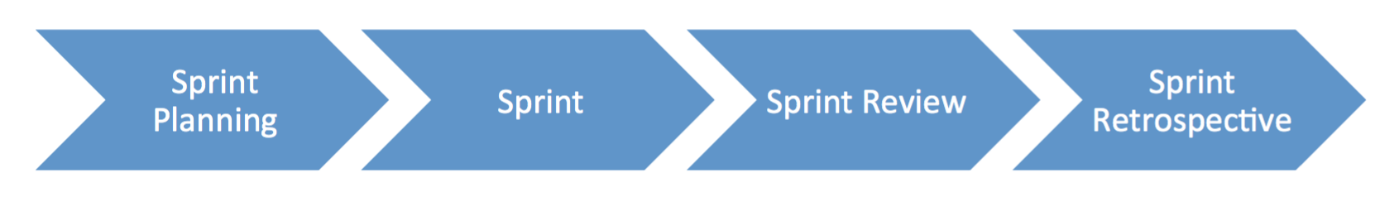 Sprint
Planning
Sprint
Sprint Review
Sprint
Retrospective